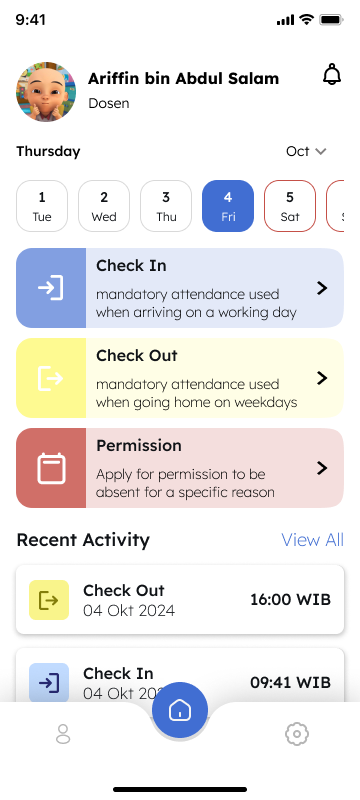 9:41
Ariffin bin Abdul Salam
Dosen
Thursday
Oct
1 2 3 4 5
Tue Wed Thu Fri Sat
Check In
mandatory attendance used
when arriving on a working day
Check Out
mandatory attendance used
when going home on weekdays
Permission
Apply for permission to be
absent for a specific reason
Recent Activity View All
Check Out
16:00 WIB
04 Okt 2024
Check In
09:41 WIB
04 Okt